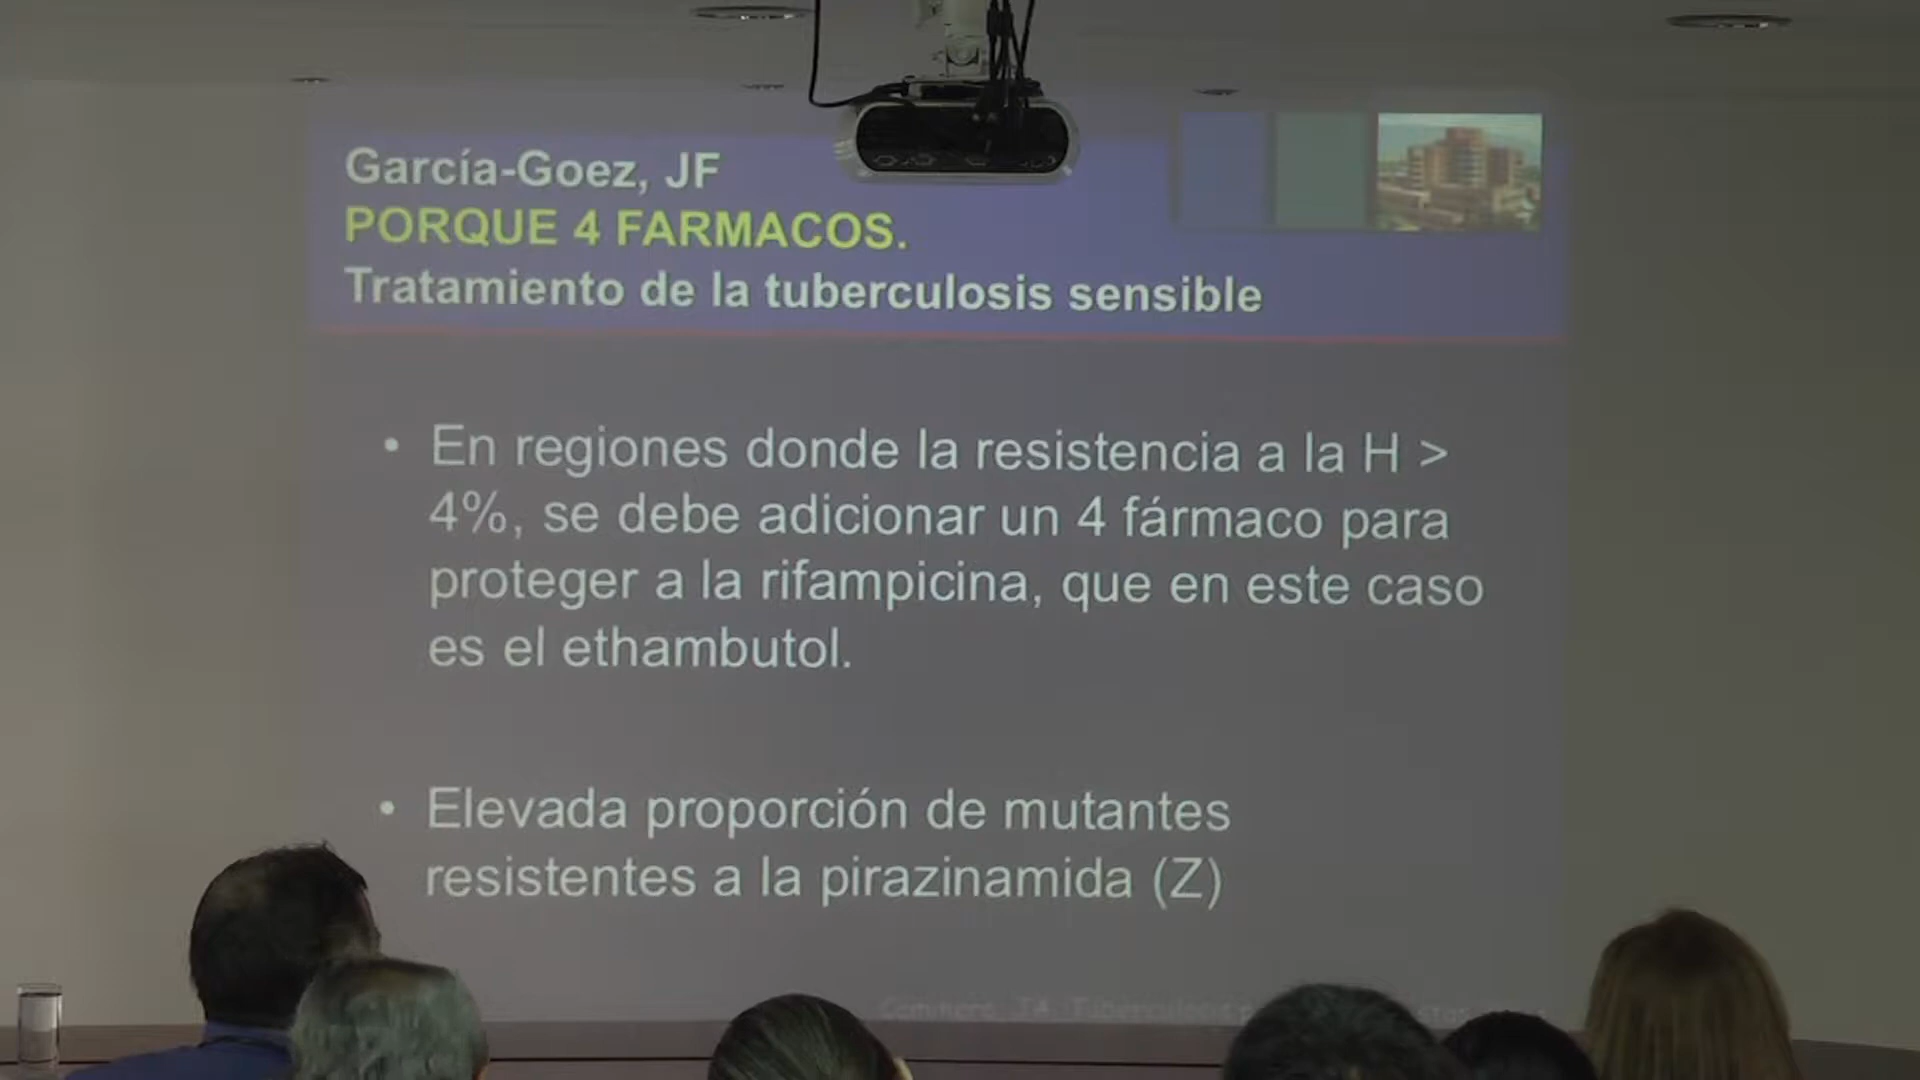 García-Goez, JF
PORQUE 4 FARMACOS.
Tratamiento de la tuberculosis sensible
• En regiones donde la resistencia a la H >
4%, se debe adicionar un 4 fármaco para
proteger a la rifampicina, que en este caso
es el ethambutol.
• Elevada proporción de mutantes
resistentes a la pirazinamida (Z)
Tuberculosis